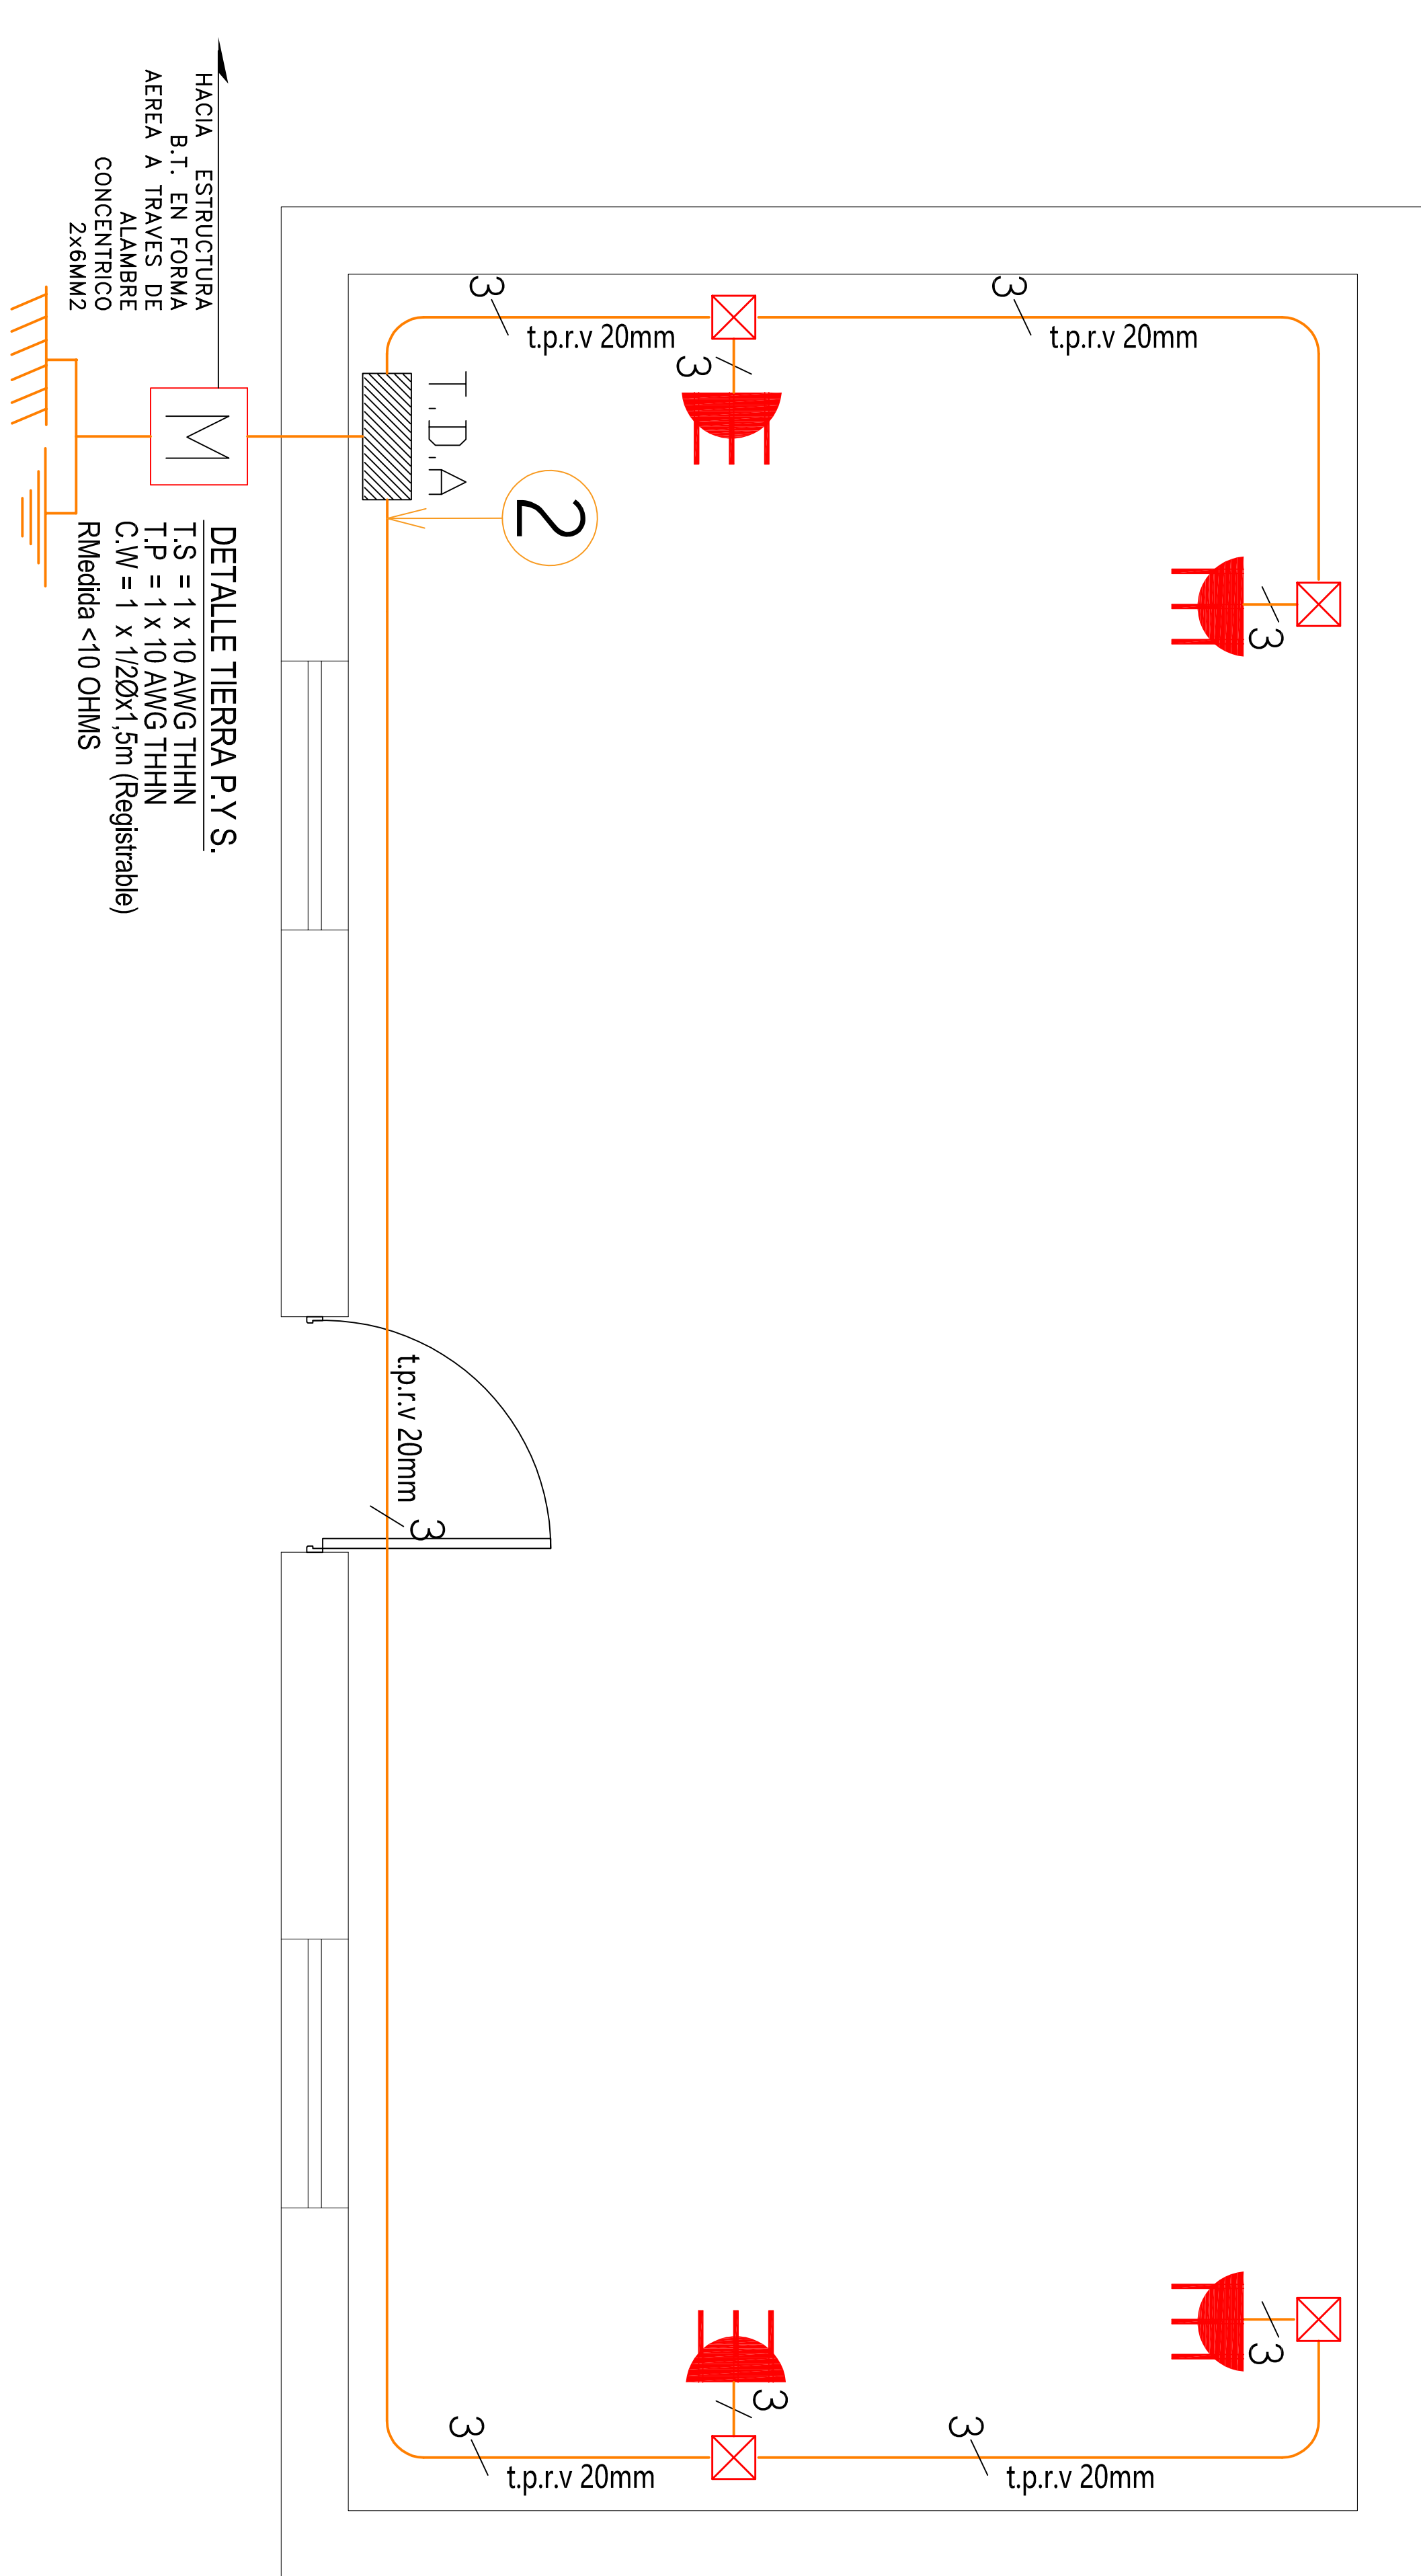 HACIA ESTRUCTURA
B.T. EN FORMA
AEREA A TRAVES DE
ALAMBRE
CONCENTRICO
2x6MM2
M
DETALLE TIERRA P.Y S.
T.S = 1 x 10 AWG THHN
T.P = 1 x 10 AWG THHN
C.W = 1 x 1/2Øx1,5m (Registrable)
RMedida <10 OHMS
T.D.A
2
3
t.p.r.v 20mm
3
t.p.r.v 20mm
3
3
t.p.r.v 20mm
3
3
t.p.r.v 20mm
3
t.p.r.v 20mm
3
3